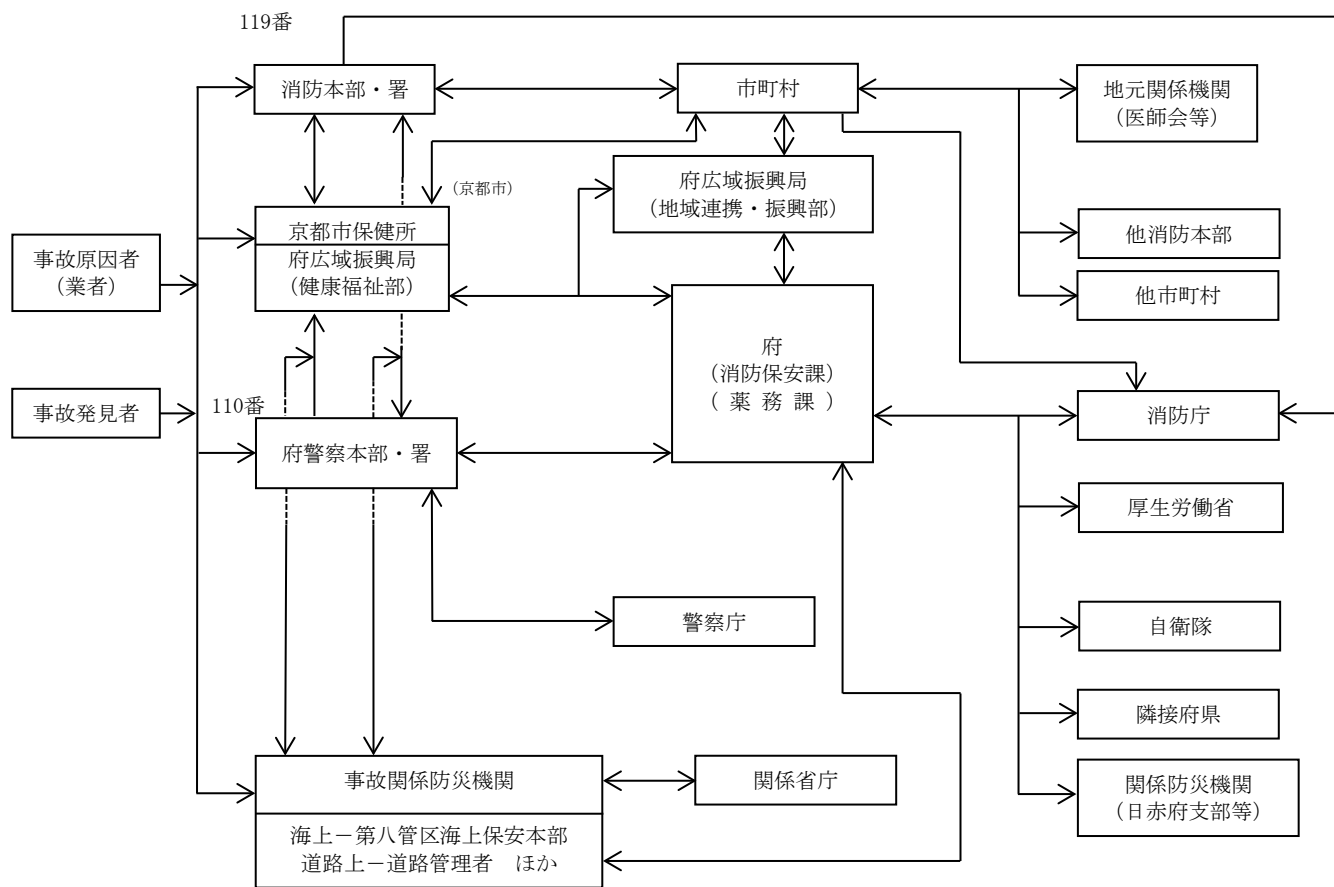 119番
消防本部・署
市町村
地元関係機関
（医師会等）
府広域振興局
（地域連携・振興部）
（京都市）
京都市保健所
府広域振興局
（健康福祉部）
他消防本部
他市町村
事故原因者
（業者）
府
（消防保安課）
（ 薬 務 課 ）
事故発見者
110番
消防庁
府警察本部・署
厚生労働省
警察庁
自衛隊
隣接府県
事故関係防災機関
関係省庁
関係防災機関
（日赤府支部等）
海上－第八管区海上保安本部
道路上－道路管理者　ほか